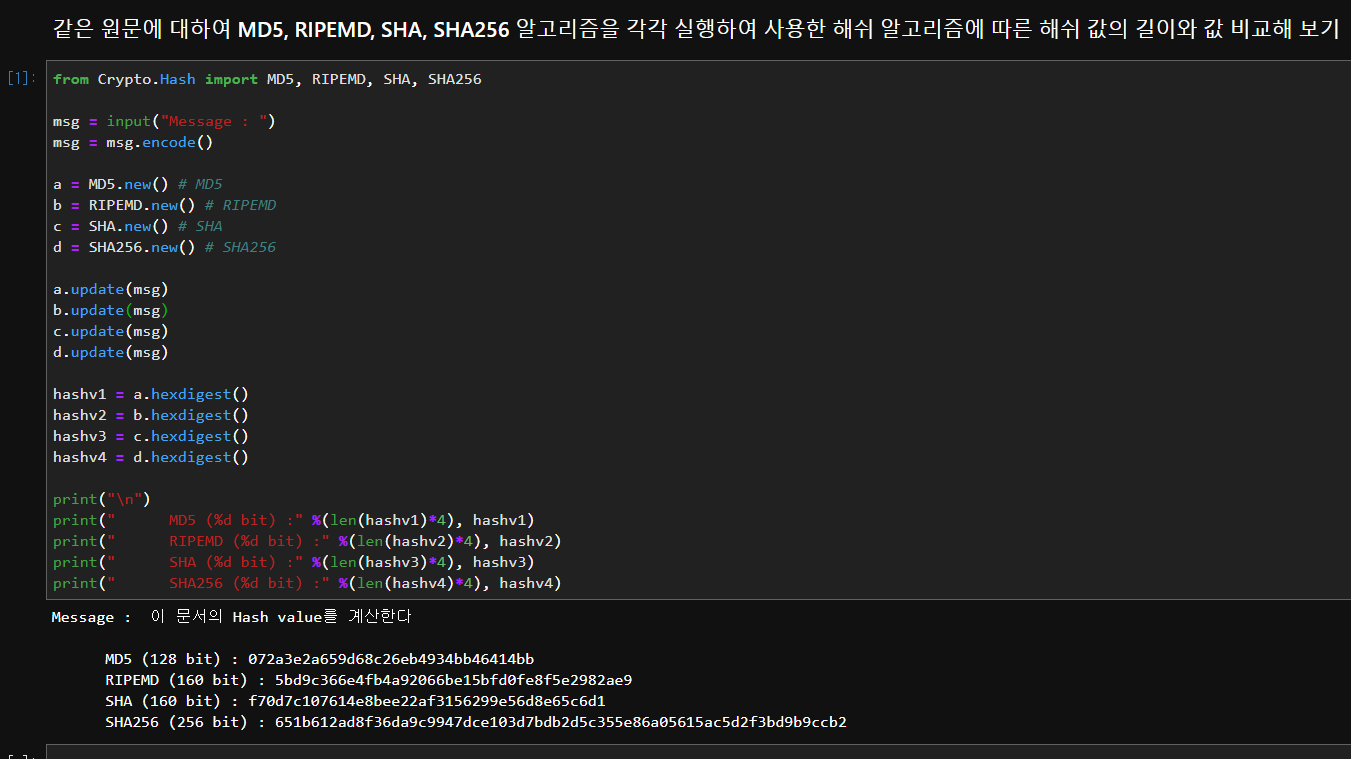 같은 원문에 대하여 MD5, RIPEMD, SHA, SHA256 알고리즘을 각각 실행하여 사용한 해쉬 알고리즘에 따른 해쉬 값의 길이와 값 비교해 보기
[1]: from Crypto.Hash import MD5, RIPEMD, SHA, SHA256
msg = input("Message : ")
msg = msg.encode()
a = MD5.new() # MD5
b = RIPEMD.new() # RIPEMD
c = SHA.new() # SHA
d = SHA256.new() # SHA256
a.update(msg)
b.update(msg)
c.update(msg)
d.update(msg)
hashv1 = a.hexdigest()
hashv2 = b.hexdigest()
hashv3 = c.hexdigest()
hashv4 = d.hexdigest()
print("\n")
print("      MD5 (%d bit) :" %(len(hashv1)*4), hashv1)
print("      RIPEMD (%d bit) :" %(len(hashv2)*4), hashv2)
print("      SHA (%d bit) :" %(len(hashv3)*4), hashv3)
print("      SHA256 (%d bit) :" %(len(hashv4)*4), hashv4)
Message :  이 문서의 Hash value를 계산한다
MD5 (128 bit) : 072a3e2a659d68c26eb4934bb46414bb
RIPEMD (160 bit) : 5bd9c366e4fb4a92066be15bfd0fe8f5e2982ae9
SHA (160 bit) : f70d7c107614e8bee22af3156299e56d8e65c6d1
SHA256 (256 bit) : 651b612ad8f36da9c9947dce103d7bdb2d5c355e86a05615ac5d2f3bd9b9ccb2